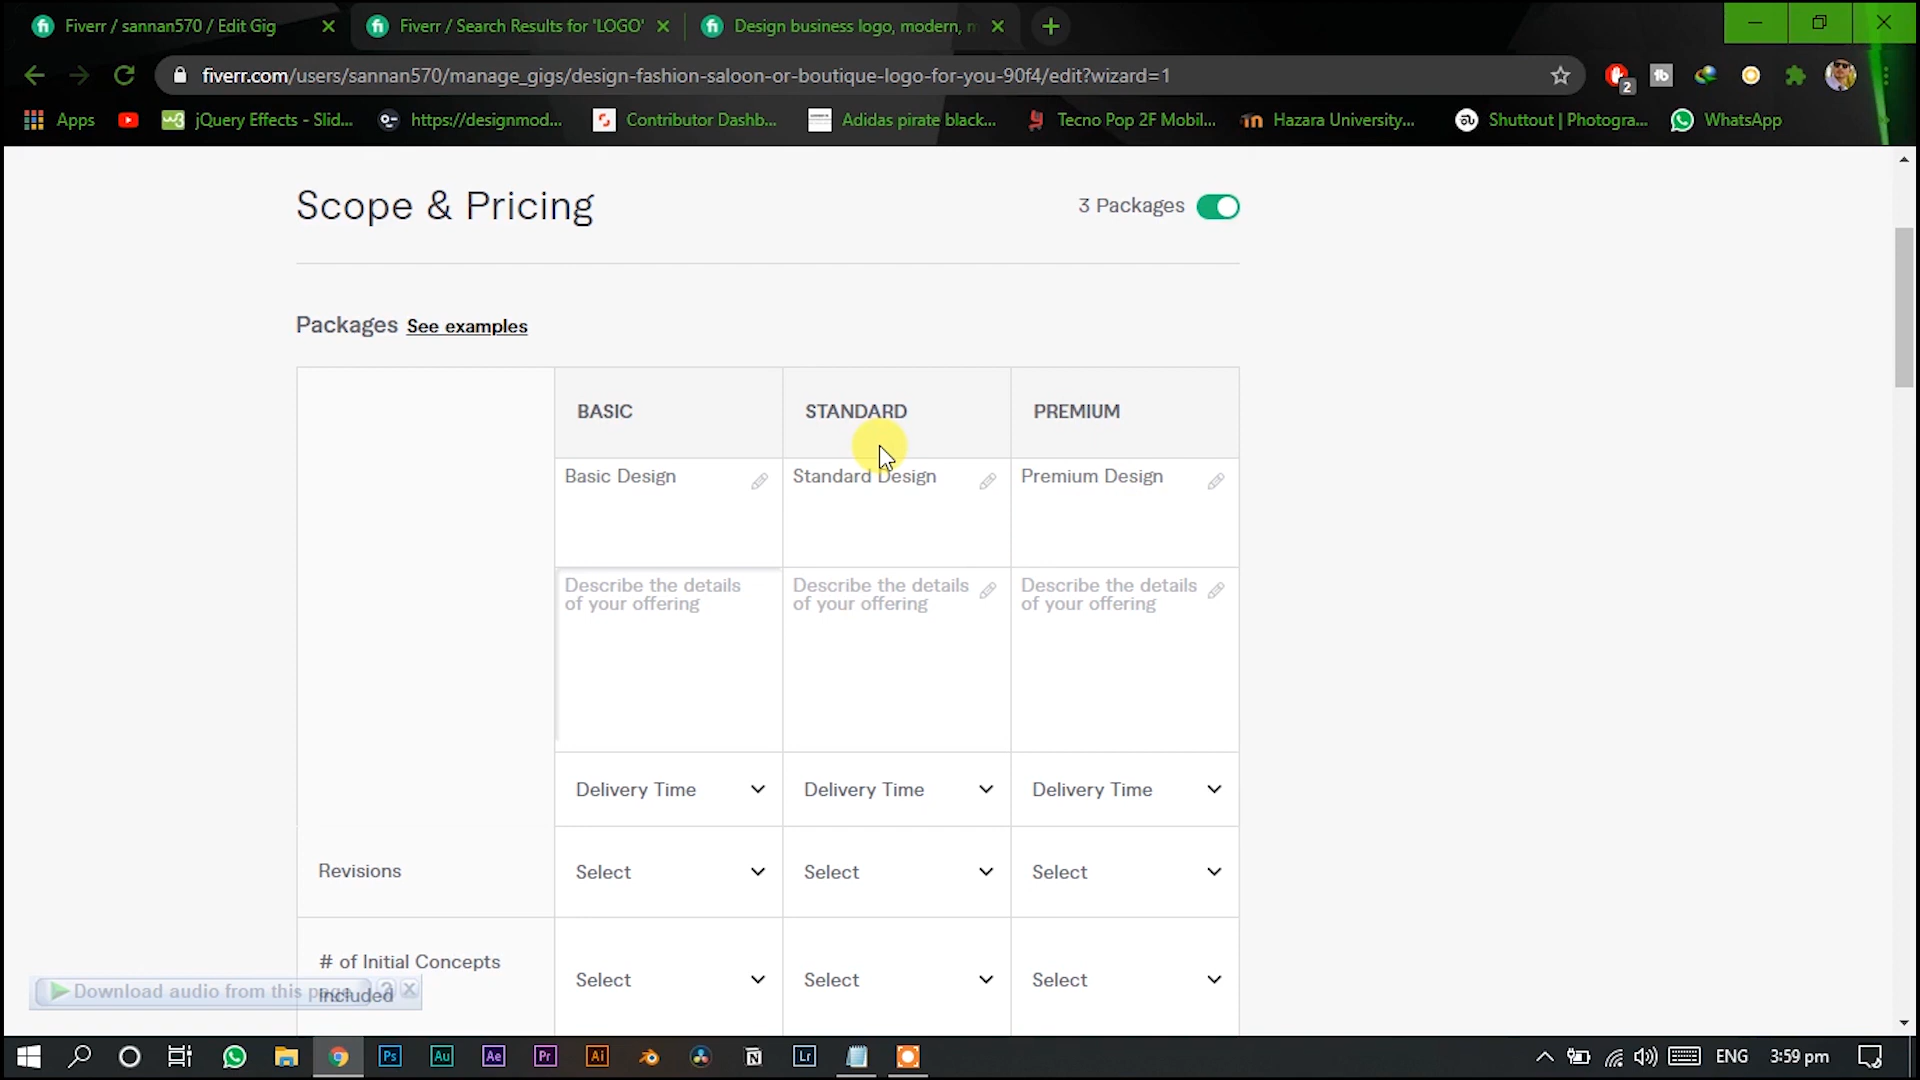 Fiverr / sannan570 / Edit Gig
Fiverr / Search Results for 'LOGO'
Design business logo, modern, m
fiverr.com/users/sannan570/manage_gigs/design-fashion-saloon-or-boutique-logo-for-you-90f4/edit?wizard=1
2
Apps
jQuery Effects - Slid...
https://designmod...
Contributor Dashb...
Adidas pirate black...
Tecno Pop 2F Mobil...
Hazara University,...
Shuttout | Photogra...
WhatsApp
Scope & Pricing
3 Packages
Packages See examples
BASIC STANDARD PREMIUM
Basic Design Standard Design Premium Design
Describe the details Describe the details Describe the details
of your offering of your offering of your offering
Delivery Time Delivery Time Delivery Time
Revisions Select Select Select
# of Initial Concepts
Included
Select Select Select
Download audio from this page
ENG
3:59 pm